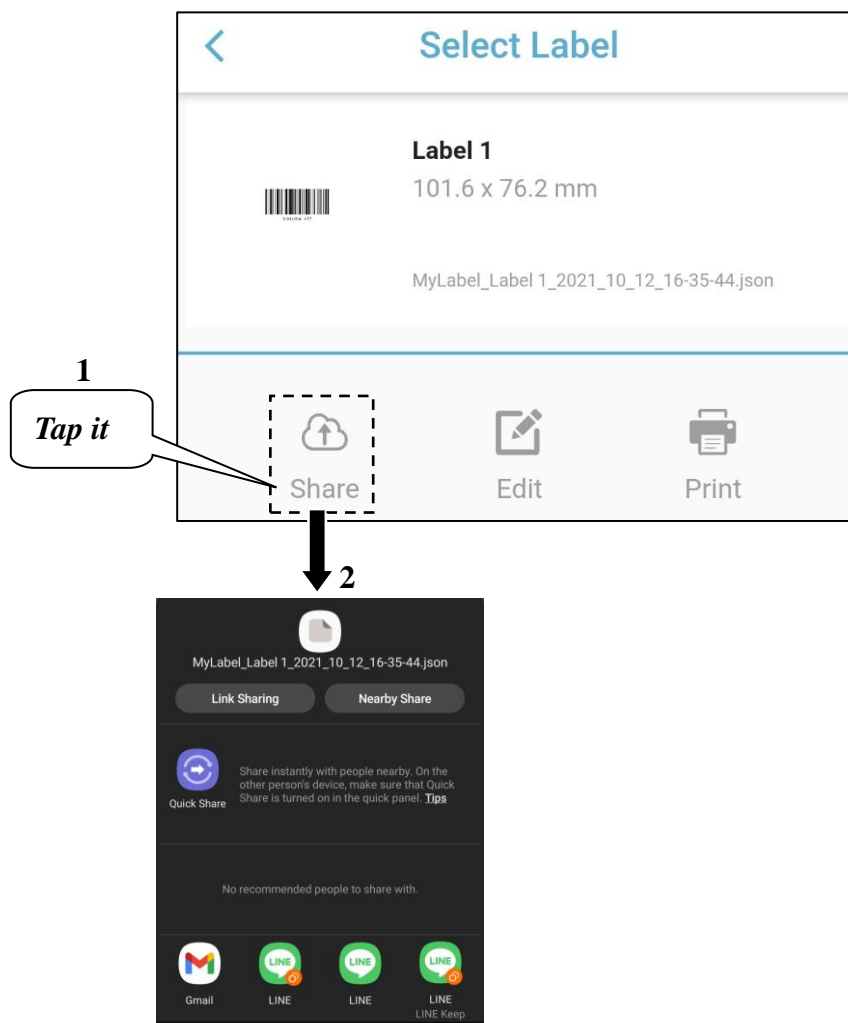 Select Label
Label 1
101.6 x 76.2 mm
MyLabel_Label 1_2021_10_12_16-35-44.json
1
Tap it
Share
Edit
Print
2
MyLabel_Label 1_2021_10_12_16-35-44.json
Link Sharing
Nearby Share
Quick Share
Share instantly with people nearby. On the
other person's device, make sure that Quick
Share is turned on in the quick panel. Tips
No recommended people to share with.
LINE
LINE
LINE
Gmail
LINE
LINE
LINE
LINE Keep